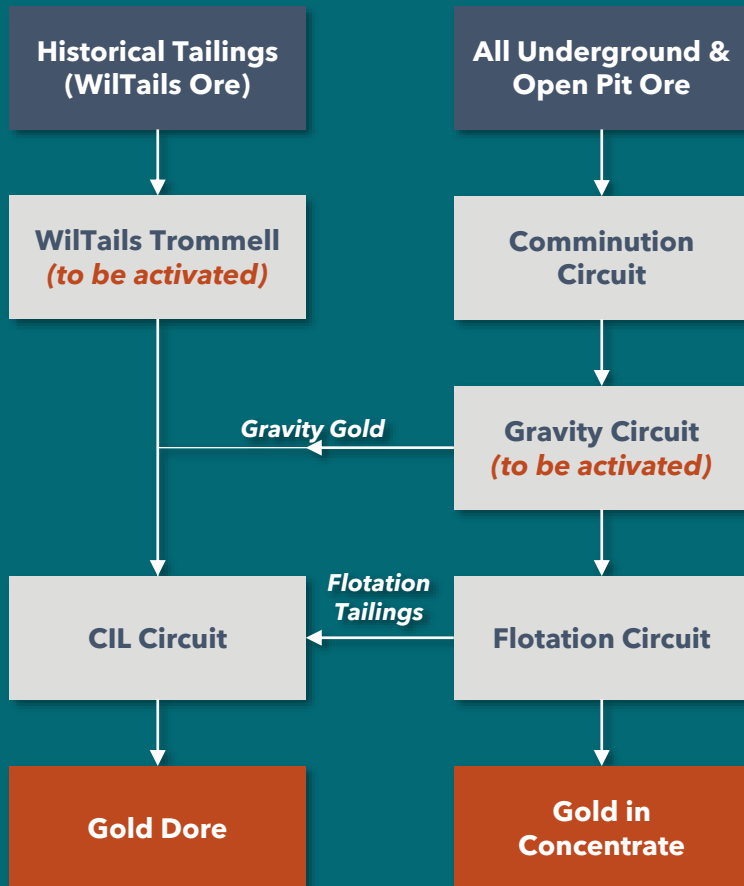 Historical Tailings
(WilTails Ore)
All Underground &
Open Pit Ore
WilTails Trommell
(to be activated)
Comminution
Circuit
Gravity Gold
Gravity Circuit
(to be activated)
Flotation
Tailings
CIL Circuit
Flotation Circuit
Gold Dore
Gold in
Concentrate